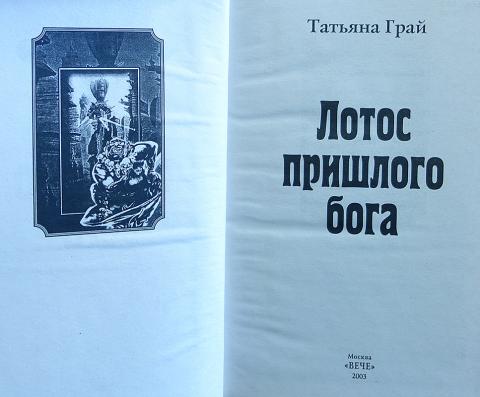 Татьяна Грай
Лотос
пришлого
бога
Москва
«ВЕЧЕ»
2003